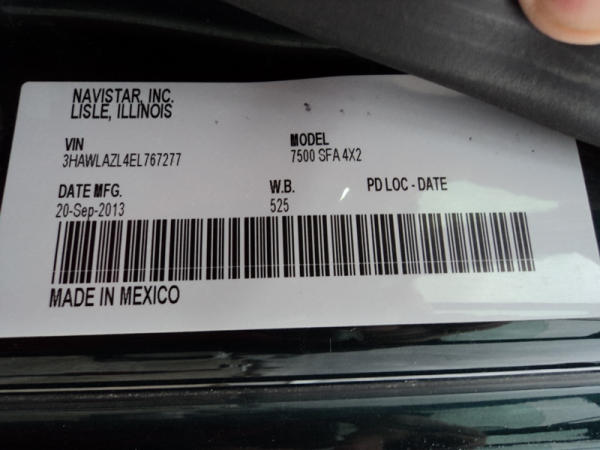 NAVISTAR, INC.
LISLE, ILLINOIS
VIN
3HAWLAZL4EL767277
MODEL
7500 SFA 4X2
DATE MFG.
20-Sep-2013
W.B.
525
PD LOC - DATE
MADE IN MEXICO